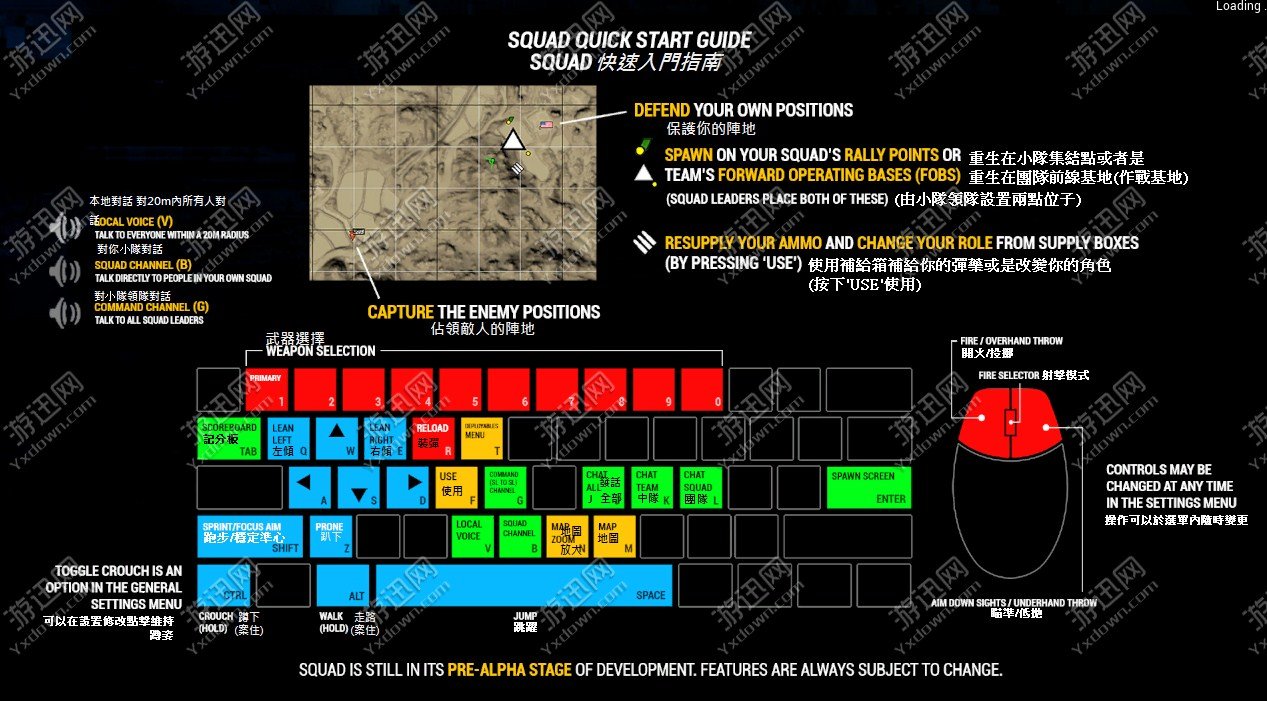 Loading .
SQUAD QUICK START GUIDE
SQUAD 快速入門指南
DEFEND YOUR OWN POSITIONS
保護你的陣地
SPAWN ON YOUR SQUAD'S RALLY POINTS OR 重生在小隊集結點或者是
TEAM'S FORWARD OPERATING BASES (FOBS) 重生在團隊前線基地(作戰基地)
(SQUAD LEADERS PLACE BOTH OF THESE) (由小隊領隊設置兩點位子)
RESUPPLY YOUR AMMO AND CHANGE YOUR ROLE FROM SUPPLY BOXES
(BY PRESSING 'USE') 使用補給箱補給你的彈藥或是改變你的角色
(按下'USE'使用)
本地對話 對20m內所有人對
話
LOCAL VOICE (V)
TALK TO EVERYONE WITHIN A 20M RADIUS
對你小隊對話
SQUAD CHANNEL (B)
TALK DIRECTLY TO PEOPLE IN YOUR OWN SQUAD
對小隊領隊對話
COMMAND CHANNEL (G)
TALK TO ALL SQUAD LEADERS
CAPTURE THE ENEMY POSITIONS
佔領敵人的陣地
武器選擇
WEAPON SELECTION
PRIMARY
1 2 3 4 5 6 7 8 9 0
SCOREBOARD
記分板
TAB
LEAN
LEFT
左傾 Q
W
LEAN
RIGHT
右傾 E
RELOAD
裝彈
R
DEPLOYABLES
MENU
T
A
S
D
USE
使用
F
COMMAND
(SL TO SL)
CHANNEL
G
CHAT
ALL 談話
J 全部
CHAT
TEAM
中隊 K
CHAT
SQUAD
團隊 L
SPAWN SCREEN
ENTER
SPRINT/FOCUS AIM
跑步/穩定準心
SHIFT
PRONE
趴下
Z
LOCAL
VOICE
V
SQUAD
CHANNEL
B
MAP 地圖
ZOOM
放大 N
MAP
地圖
M
CTRL
ALT
SPACE
TOGGLE CROUCH IS AN
OPTION IN THE GENERAL
SETTINGS MENU
可以在設置修改點擊維持
蹲姿
CROUCH 蹲下
(HOLD) (案住)
WALK 走路
(HOLD) (案住)
JUMP
跳躍
FIRE / OVERHAND THROW
開火/投擲
FIRE SELECTOR 射擊模式
CONTROLS MAY BE
CHANGED AT ANY TIME
IN THE SETTINGS MENU
操作可以於選單內隨時變更
AIM DOWN SIGHTS / UNDERHAND THROW
瞄準/低拋
SQUAD IS STILL IN ITS PRE-ALPHA STAGE OF DEVELOPMENT. FEATURES ARE ALWAYS SUBJECT TO CHANGE.
游迅网
Yxdown.com